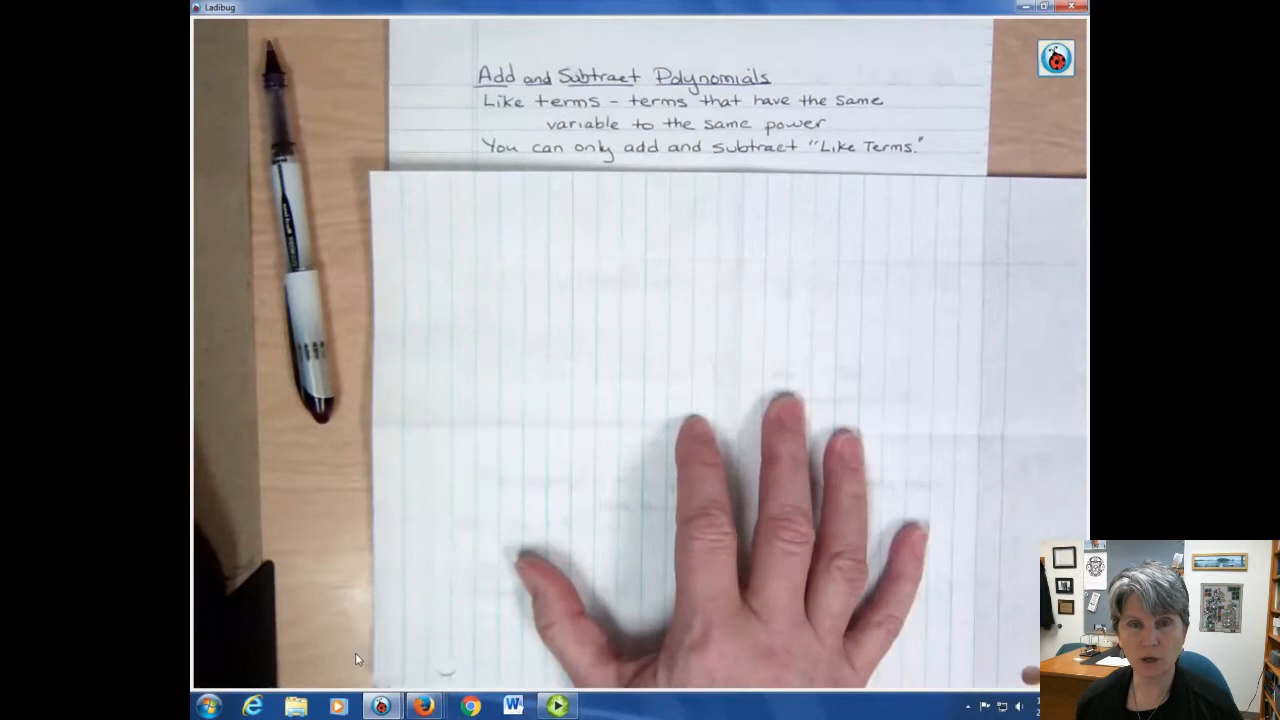 Ladibug
Add and Subtract Polynomials
Like terms - terms that have the same
variable to the same power
You can only add and subtract "Like Terms."